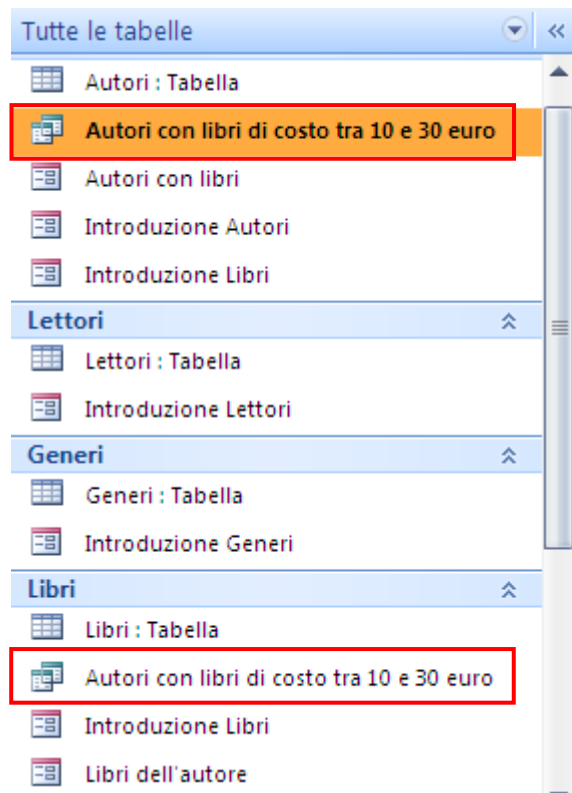 Tutte le tabelle
Autori : Tabella
Autori con libri di costo tra 10 e 30 euro
Autori con libri
Introduzione Autori
Introduzione Libri
Lettori
Lettori : Tabella
Introduzione Lettori
Generi
Generi : Tabella
Introduzione Generi
Libri
Libri : Tabella
Autori con libri di costo tra 10 e 30 euro
Introduzione Libri
Libri dell'autore